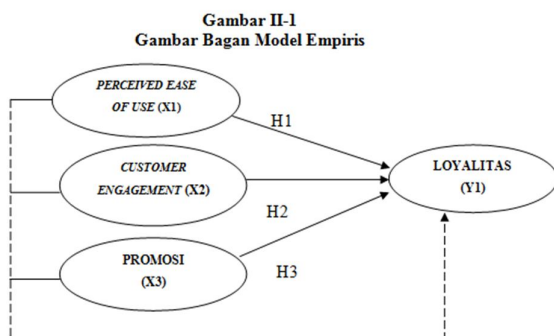 Gambar II-1
Gambar Bagan Model Empiris
PERCEIVED EASE
OF USE (X1)
H1
CUSTOMER
ENGAGEMENT (X2)
LOYALITAS
(Y1)
H2
PROMOSI
(X3)
H3